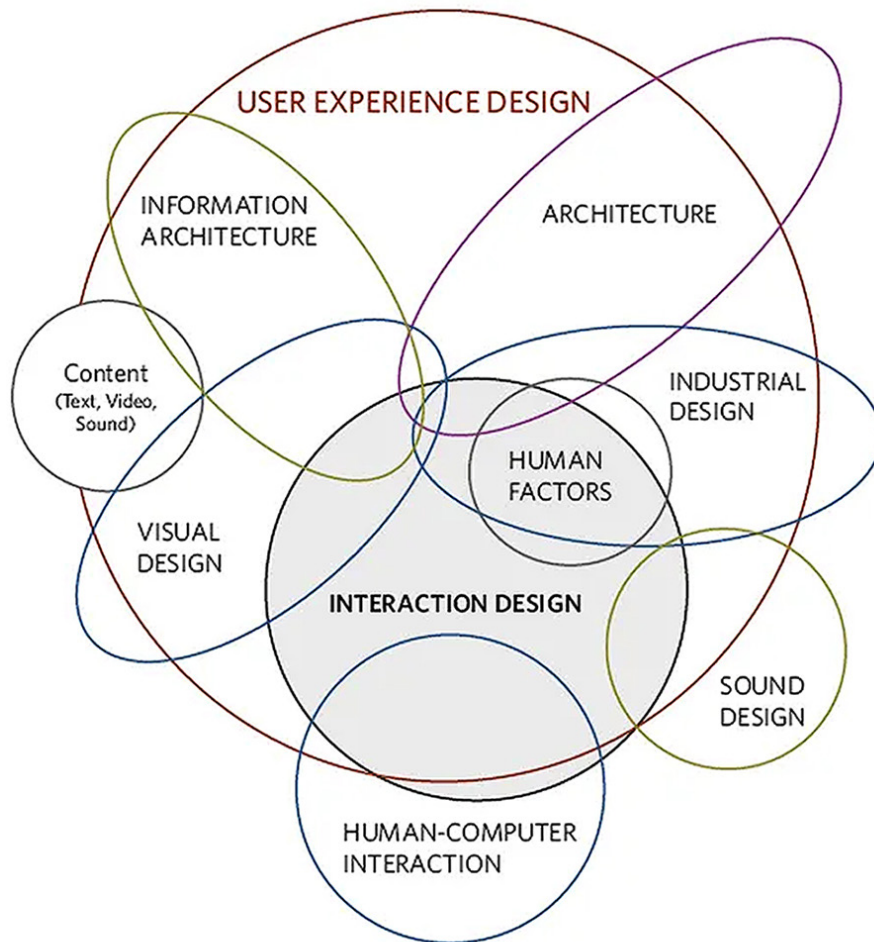 USER EXPERIENCE DESIGN
INFORMATION
ARCHITECTURE
ARCHITECTURE
Content
(Text, Video,
Sound)
INDUSTRIAL
DESIGN
HUMAN
FACTORS
VISUAL
DESIGN
INTERACTION DESIGN
SOUND
DESIGN
HUMAN-COMPUTER
INTERACTION